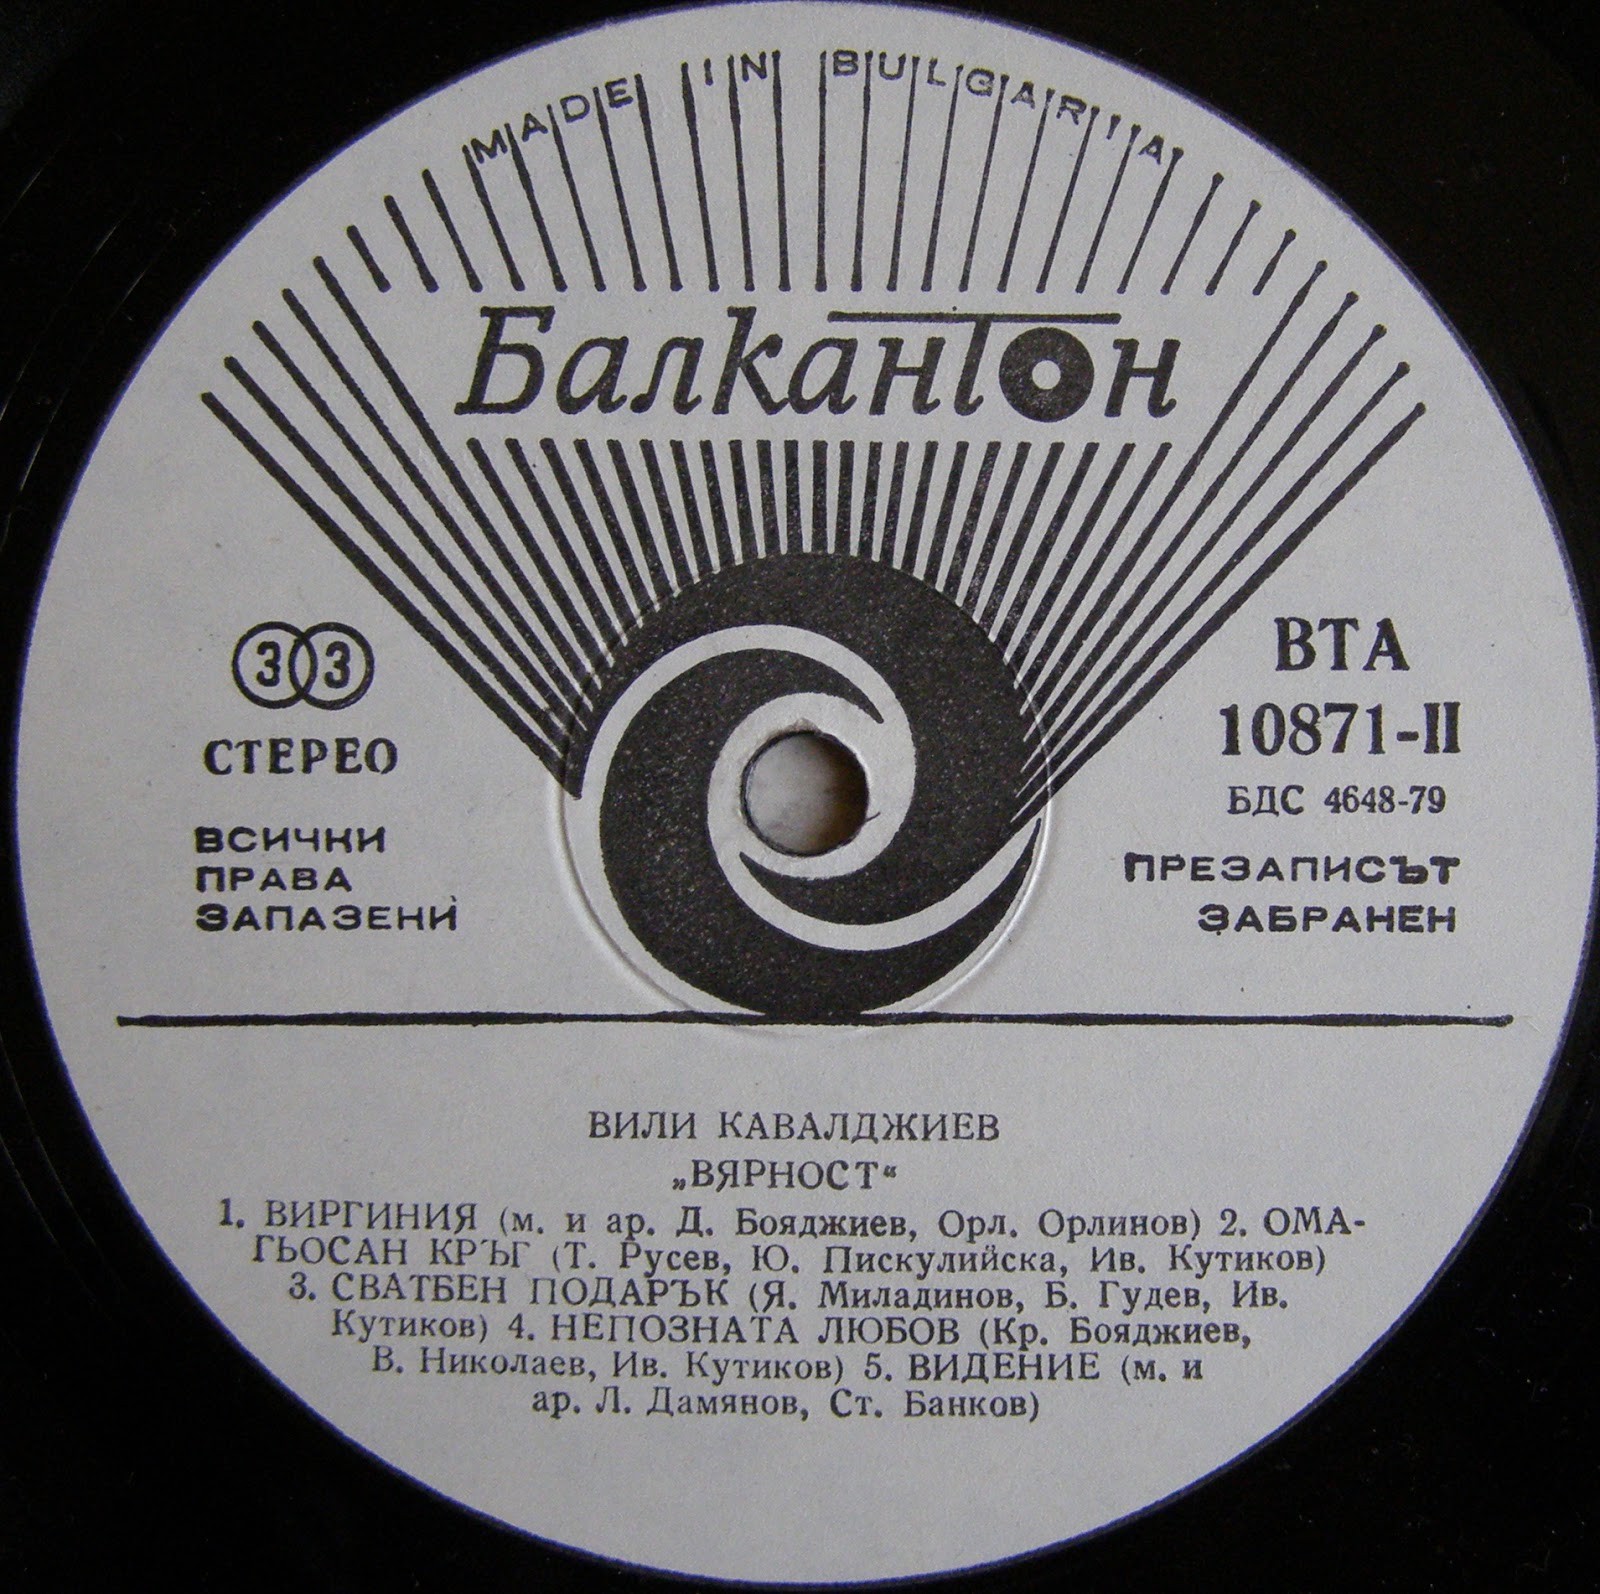 MADE IN BULGARIA
Балкантон
33
СТЕРЕО
ВСИЧКИ
ПРАВА
ЗАПАЗЕНИ
ВТА
10871-II
БДС 4648-79
ПРЕЗАПИСЪТ
ЗАБРАНЕН
ВИЛИ КАВАЛДЖИЕВ
„ВЯРНОСТ“
1. ВИРГИНИЯ (м. и ар. Д. Бояджиев, Орл. Орлинов) 2. ОМА-
ГЬОСАН КРЪГ (Т. Русев, Ю. Пискулийска, Ив. Кутиков)
3. СВАТБЕН ПОДАРЪК (Я. Миладинов, Б. Гудев, Ив.
Кутиков) 4. НЕПОЗНАТА ЛЮБОВ (Кр. Бояджиев,
В. Николаев, Ив. Кутиков) 5. ВИДЕНИЕ (м. и
ар. Л. Дамянов, Ст. Банков)